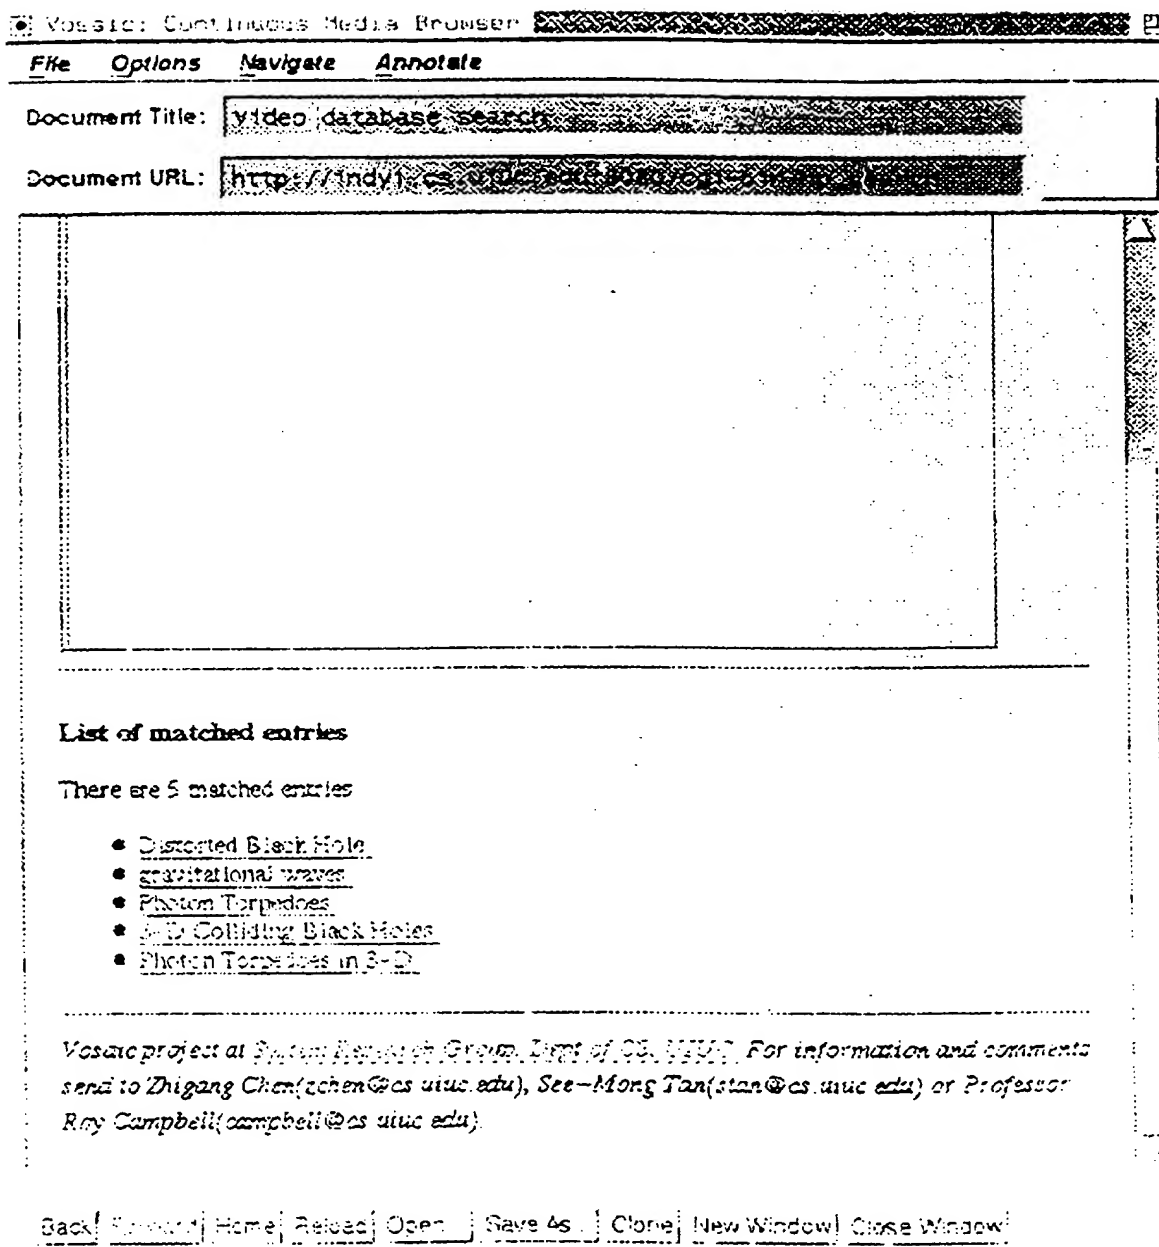 Vosaic: Continuous Media Browser
File Options Navigate Annotate
Document Title: video database search
Document URL:
List of matched entries
There are 5 matched entries
Distorted Black Hole
gravitational waves
Photon Torpedoes
3-D Colliding Black Holes
Photon Torpedoes in 3-D
Vosaic project at System Research Group, Dept of CS, UIUC. For information and comments
send to Zhigang Chen(zchen@cs.uiuc.edu), See-Mong Tan(stan@cs.uiuc.edu) or Professor
Roy Campbell(campbell@cs.uiuc.edu).
Back Forward Home Reload Open... Save As... Clone New Window Close Window